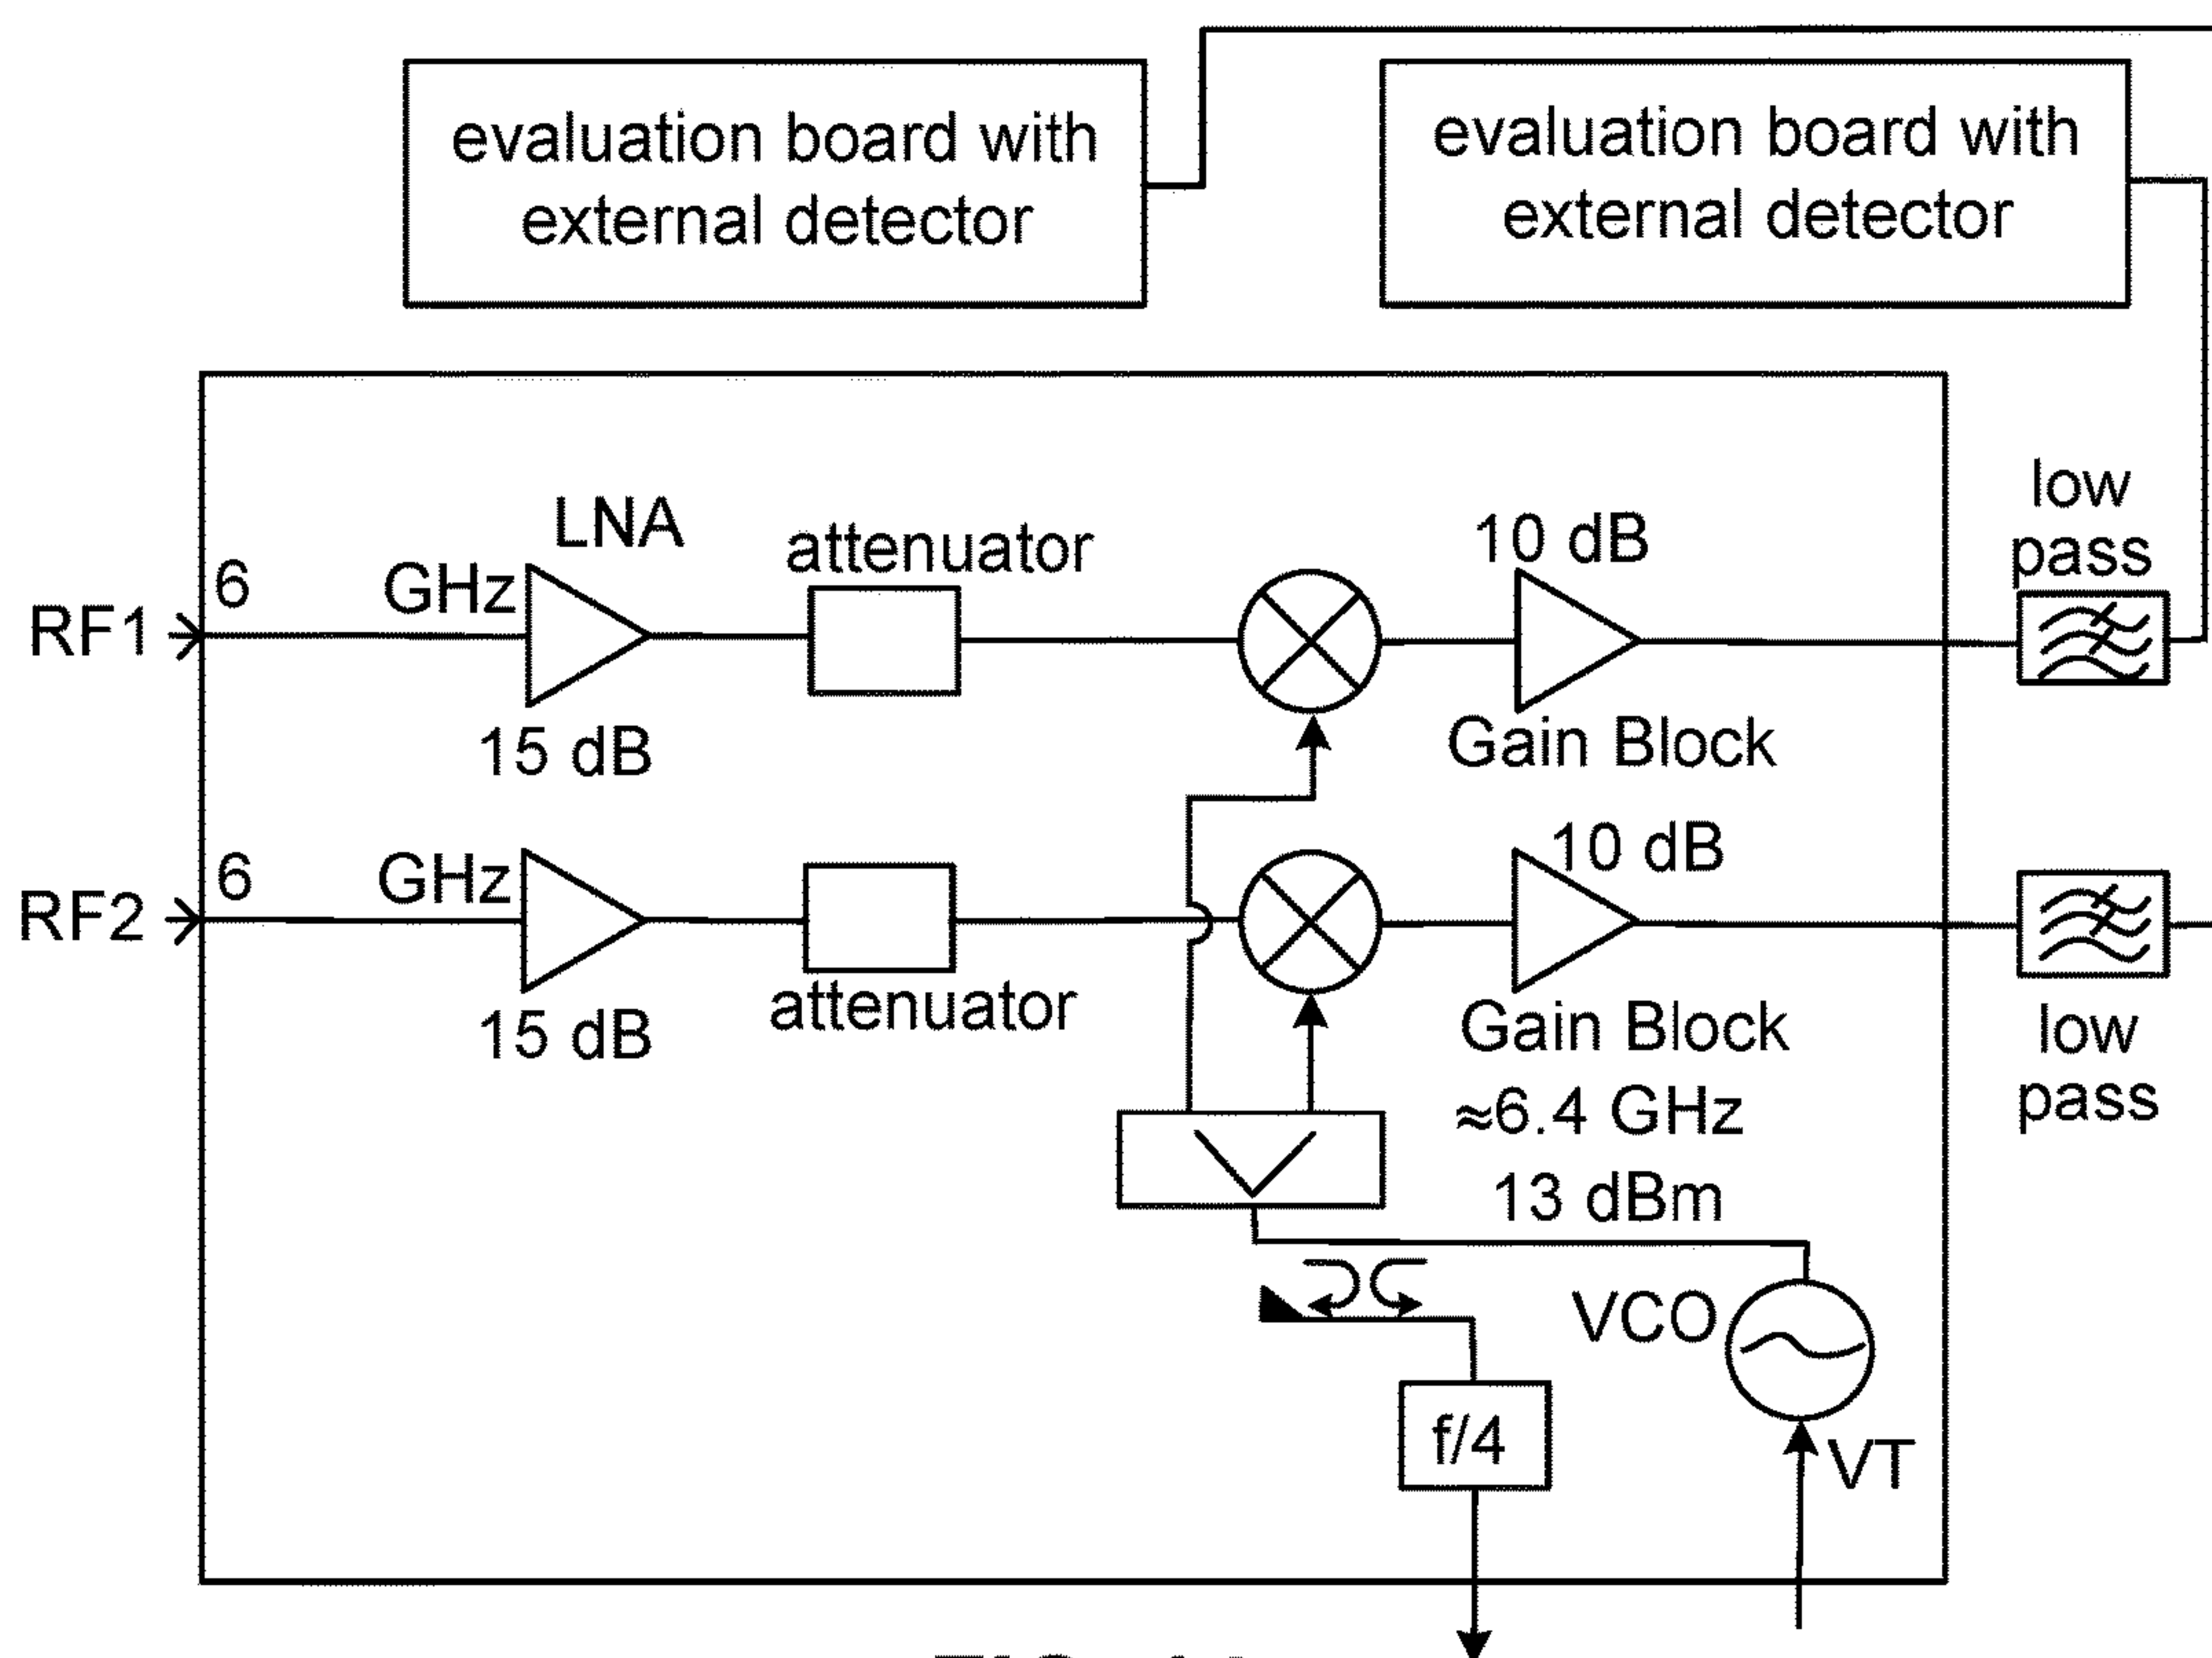 evaluation board with
external detector
evaluation board with
external detector
low
pass
LNA
attenuator
10 dB
RF1
6
GHz
15 dB
Gain Block
RF2
6
GHz
10 dB
15 dB
attenuator
Gain Block
low
pass
≈6.4 GHz
13 dBm
VCO
f/4
VT